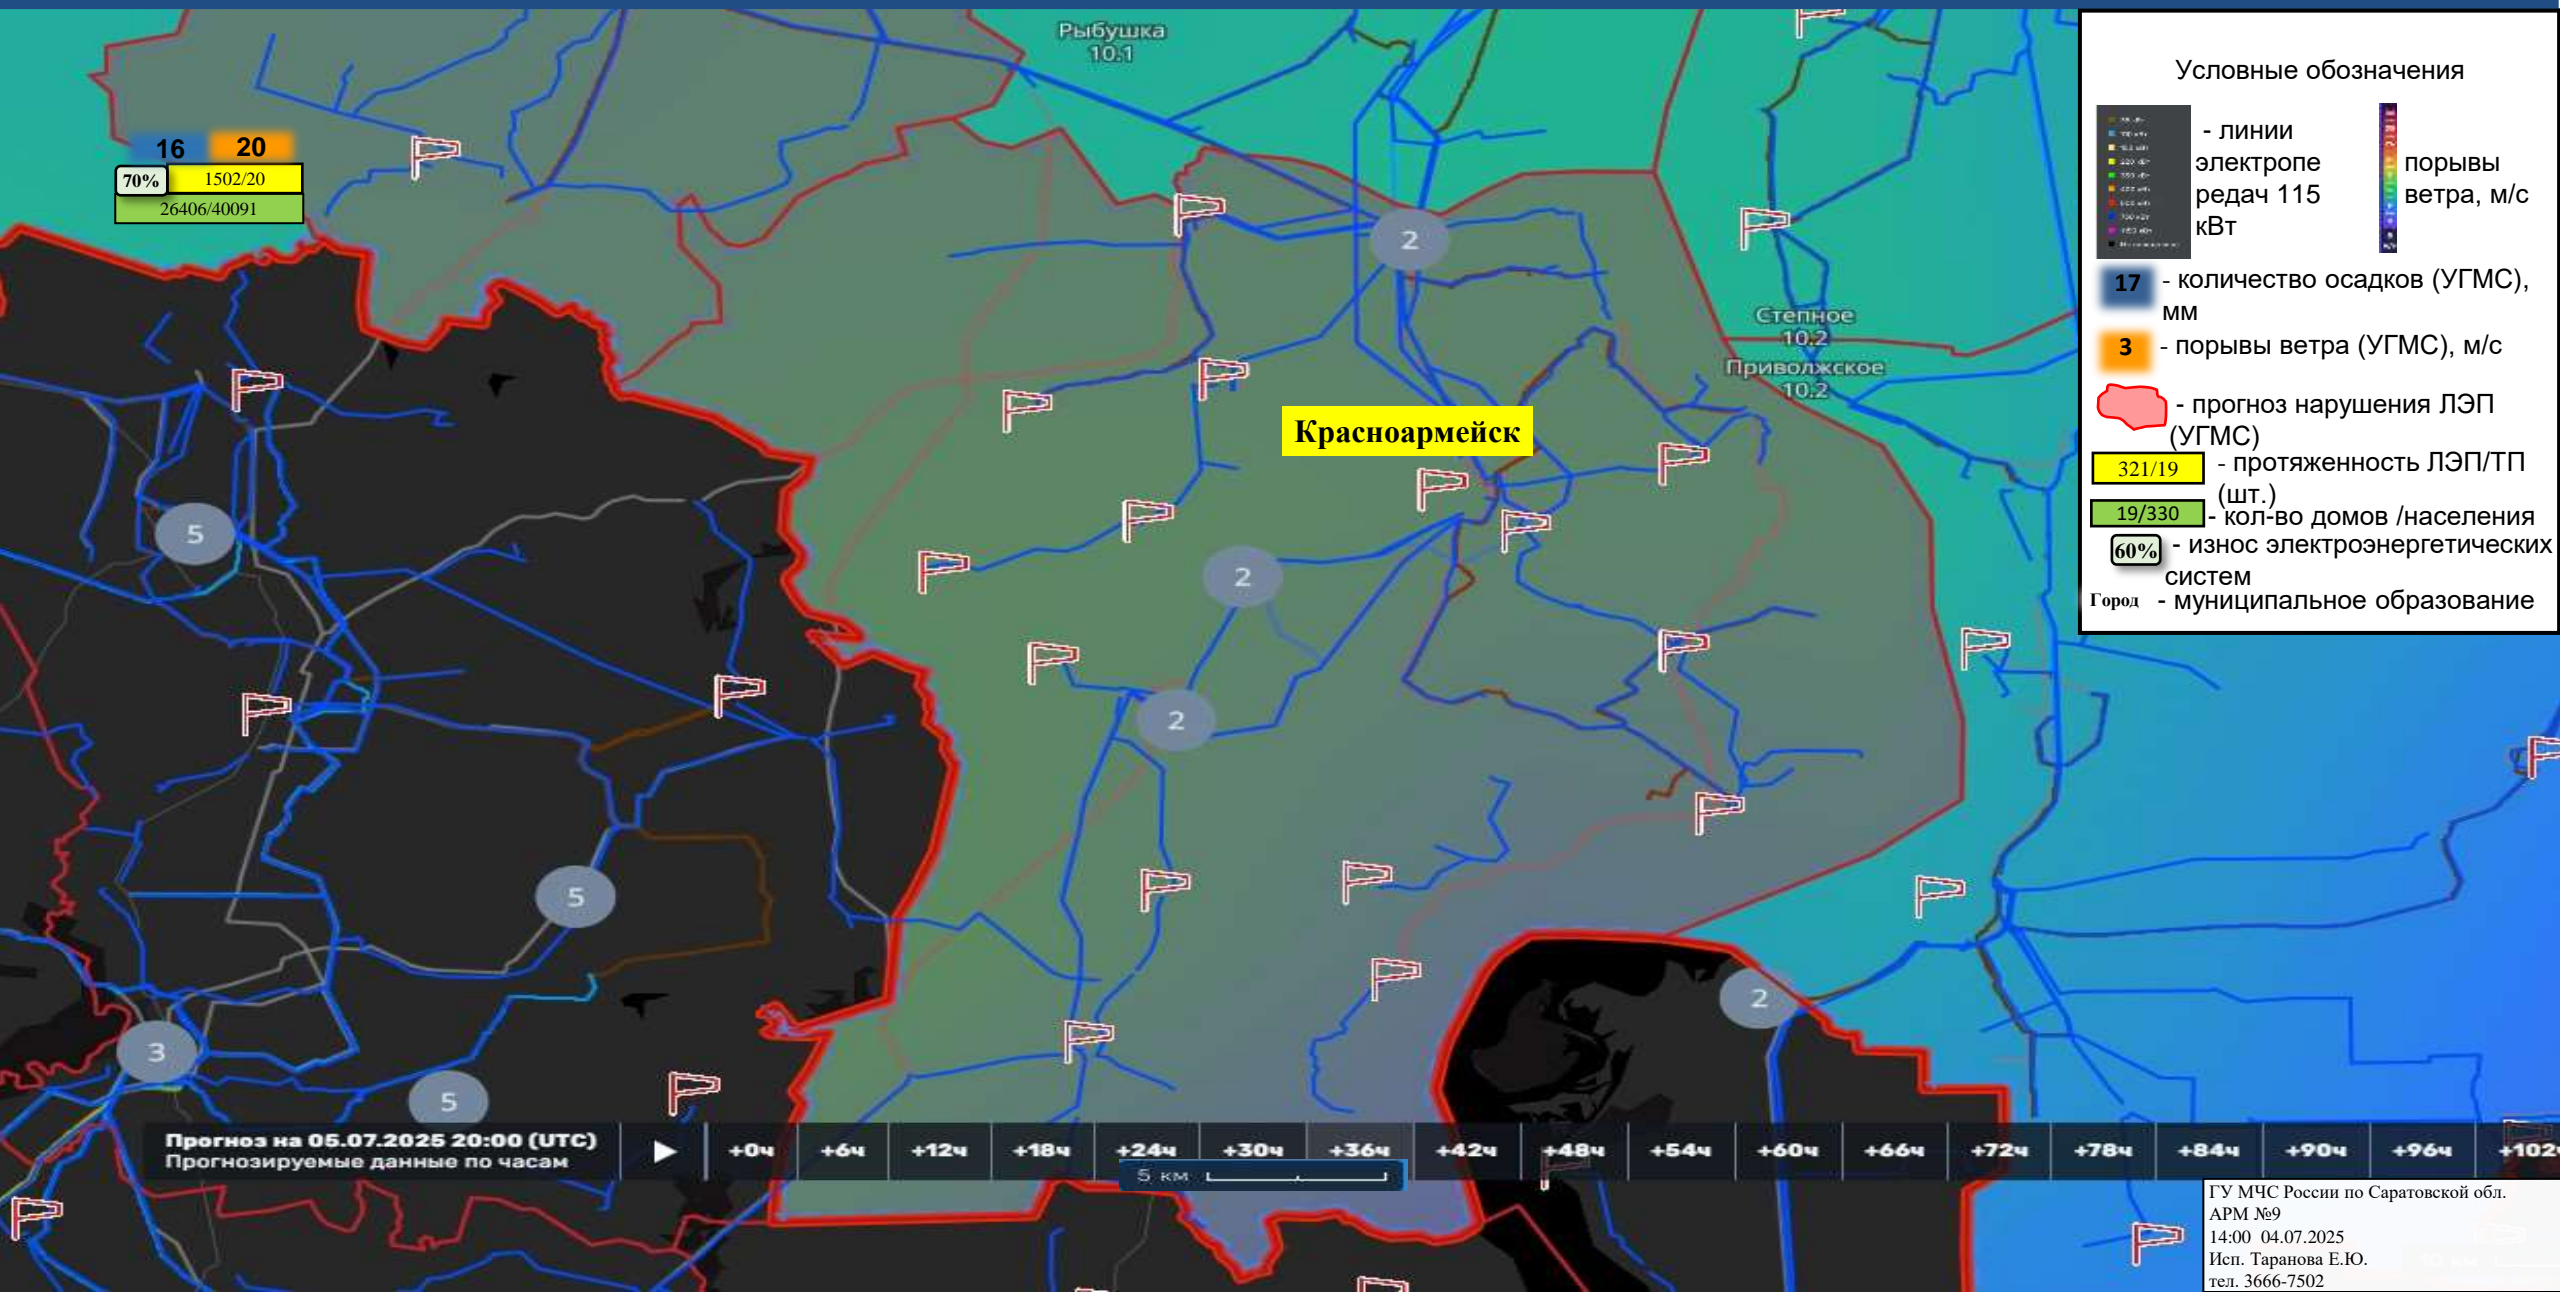 Рыбушка
10.1
16 20
70% 1502/20
26406/40091
2
Степное
10.2
Приволжское
10.2
Красноармейск
5
2
2
5
2
3
5
Прогноз на 05.07.2025 20:00 (UTC)
Прогнозируемые данные по часам
+0ч +6ч +12ч +18ч +24ч +30ч +36ч +42ч +48ч +54ч +60ч +66ч +72ч +78ч +84ч +90ч +96ч +102ч
5 км
Условные обозначения
- линии
электропе
редач 115
кВт
порывы
ветра, м/с
17 - количество осадков (УГМС),
мм
3 - порывы ветра (УГМС), м/с
- прогноз нарушения ЛЭП
(УГМС)
321/19 - протяженность ЛЭП/ТП
(шт.)
19/330 - кол-во домов /населения
60% - износ электроэнергетических
систем
Город - муниципальное образование
ГУ МЧС России по Саратовской обл.
АРМ №9
14:00 04.07.2025
Исп. Таранова Е.Ю.
тел. 3666-7502